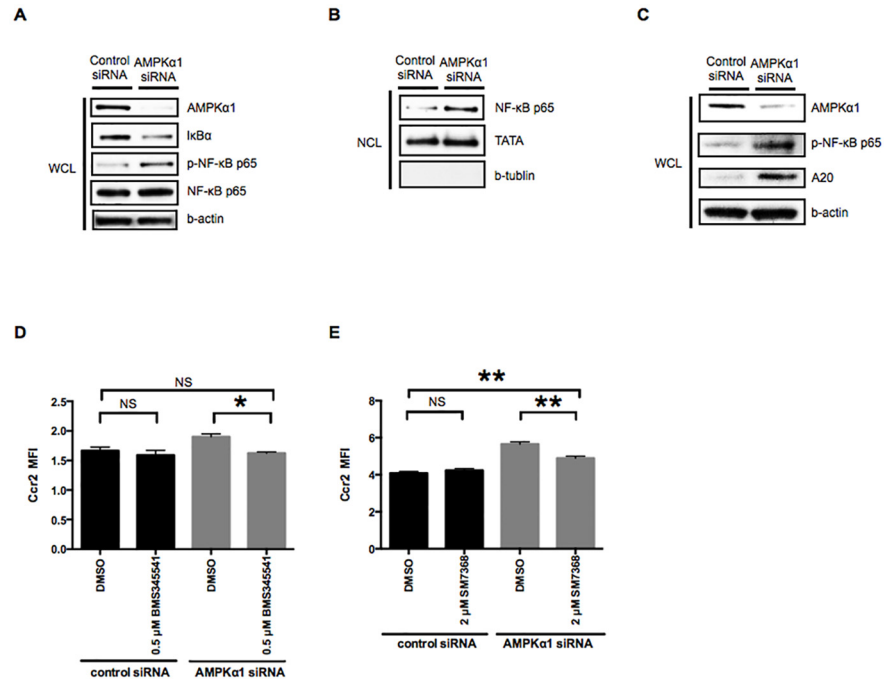 A
Control
siRNA
AMPKα1
siRNA
WCL
AMPKα1
IκBα
p-NF-κB p65
NF-κB p65
b-actin
B
Control
siRNA
AMPKα1
siRNA
NCL
NF-κB p65
TATA
b-tublin
C
Control
siRNA
AMPKα1
siRNA
WCL
AMPKα1
p-NF-κB p65
A20
b-actin
D
NS
NS
*
Ccr2 MFI
2.5
2.0
1.5
1.0
0.5
0.0
DMSO
0.5 μM BMS345541
DMSO
0.5 μM BMS345541
control siRNA
AMPKα1 siRNA
E
**
NS
**
Ccr2 MFI
8
6
4
2
0
DMSO
2 μM SM7368
DMSO
2 μM SM7368
control siRNA
AMPKα1 siRNA